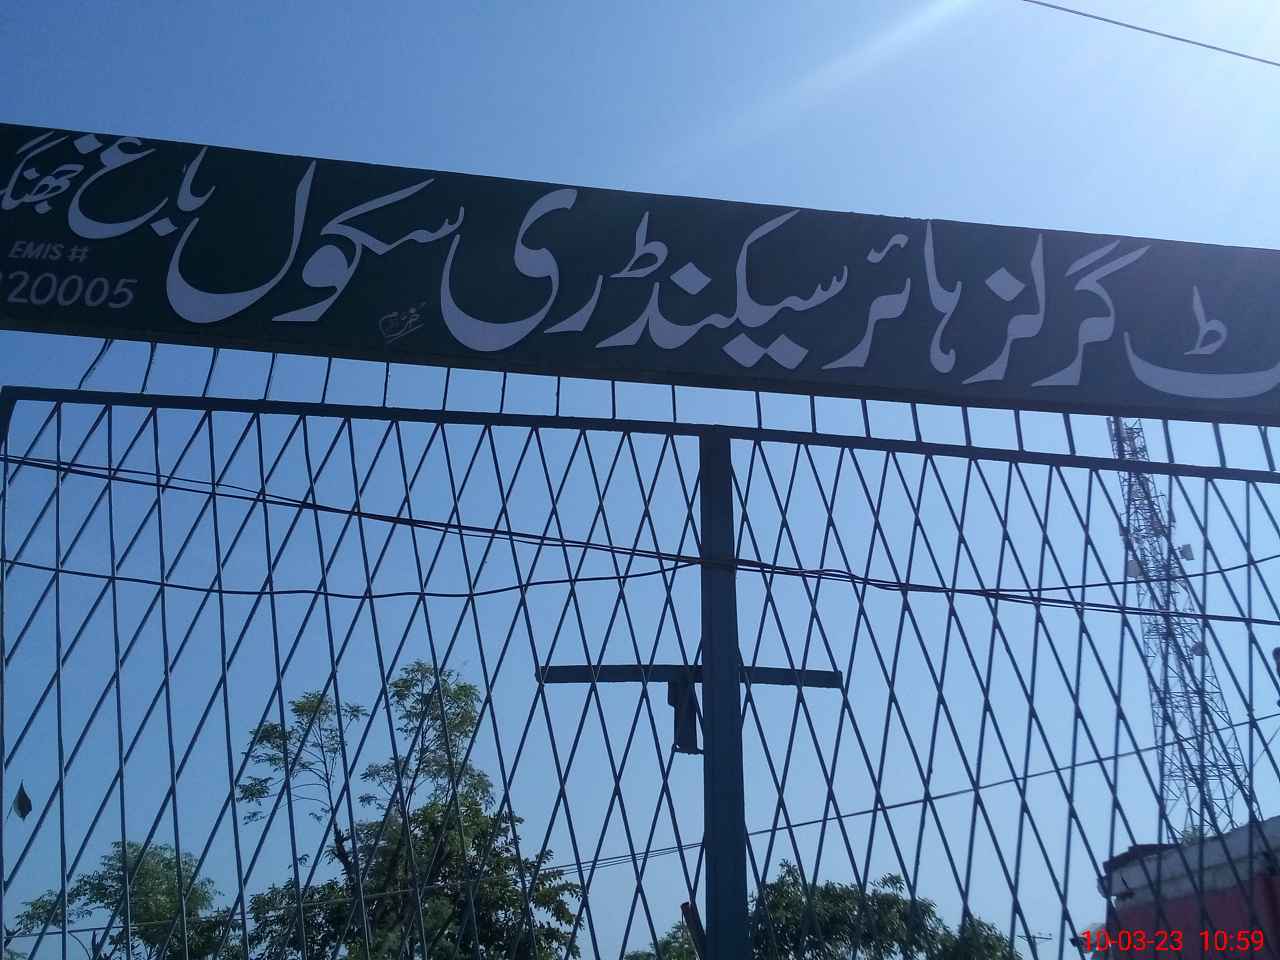 ٹ گرلز ہائر سیکنڈری سکول باغ جھنگ
EMIS #
20005
10-03-23 10:59